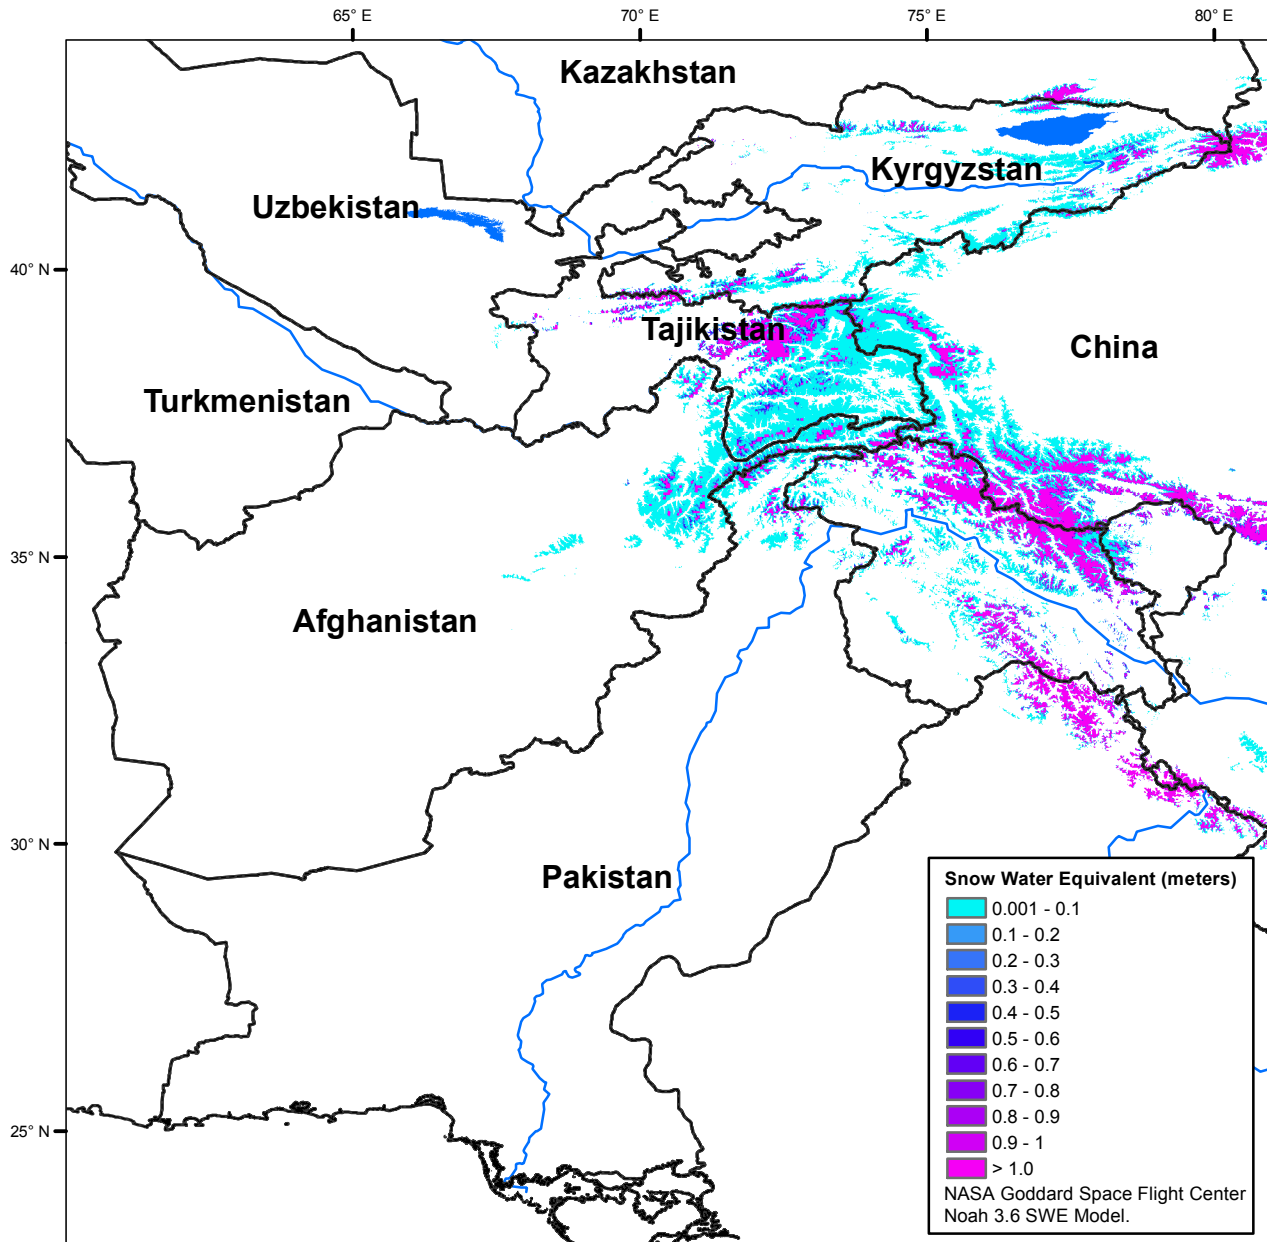 65° E
70° E
75° E
80° E
Kazakhstan
Kyrgyzstan
Uzbekistan
40° N
Tajikistan
China
Turkmenistan
35° N
Afghanistan
30° N
Pakistan
25° N
Snow Water Equivalent (meters)
0.001 - 0.1
0.1 - 0.2
0.2 - 0.3
0.3 - 0.4
0.4 - 0.5
0.5 - 0.6
0.6 - 0.7
0.7 - 0.8
0.8 - 0.9
0.9 - 1
> 1.0
NASA Goddard Space Flight Center
Noah 3.6 SWE Model.